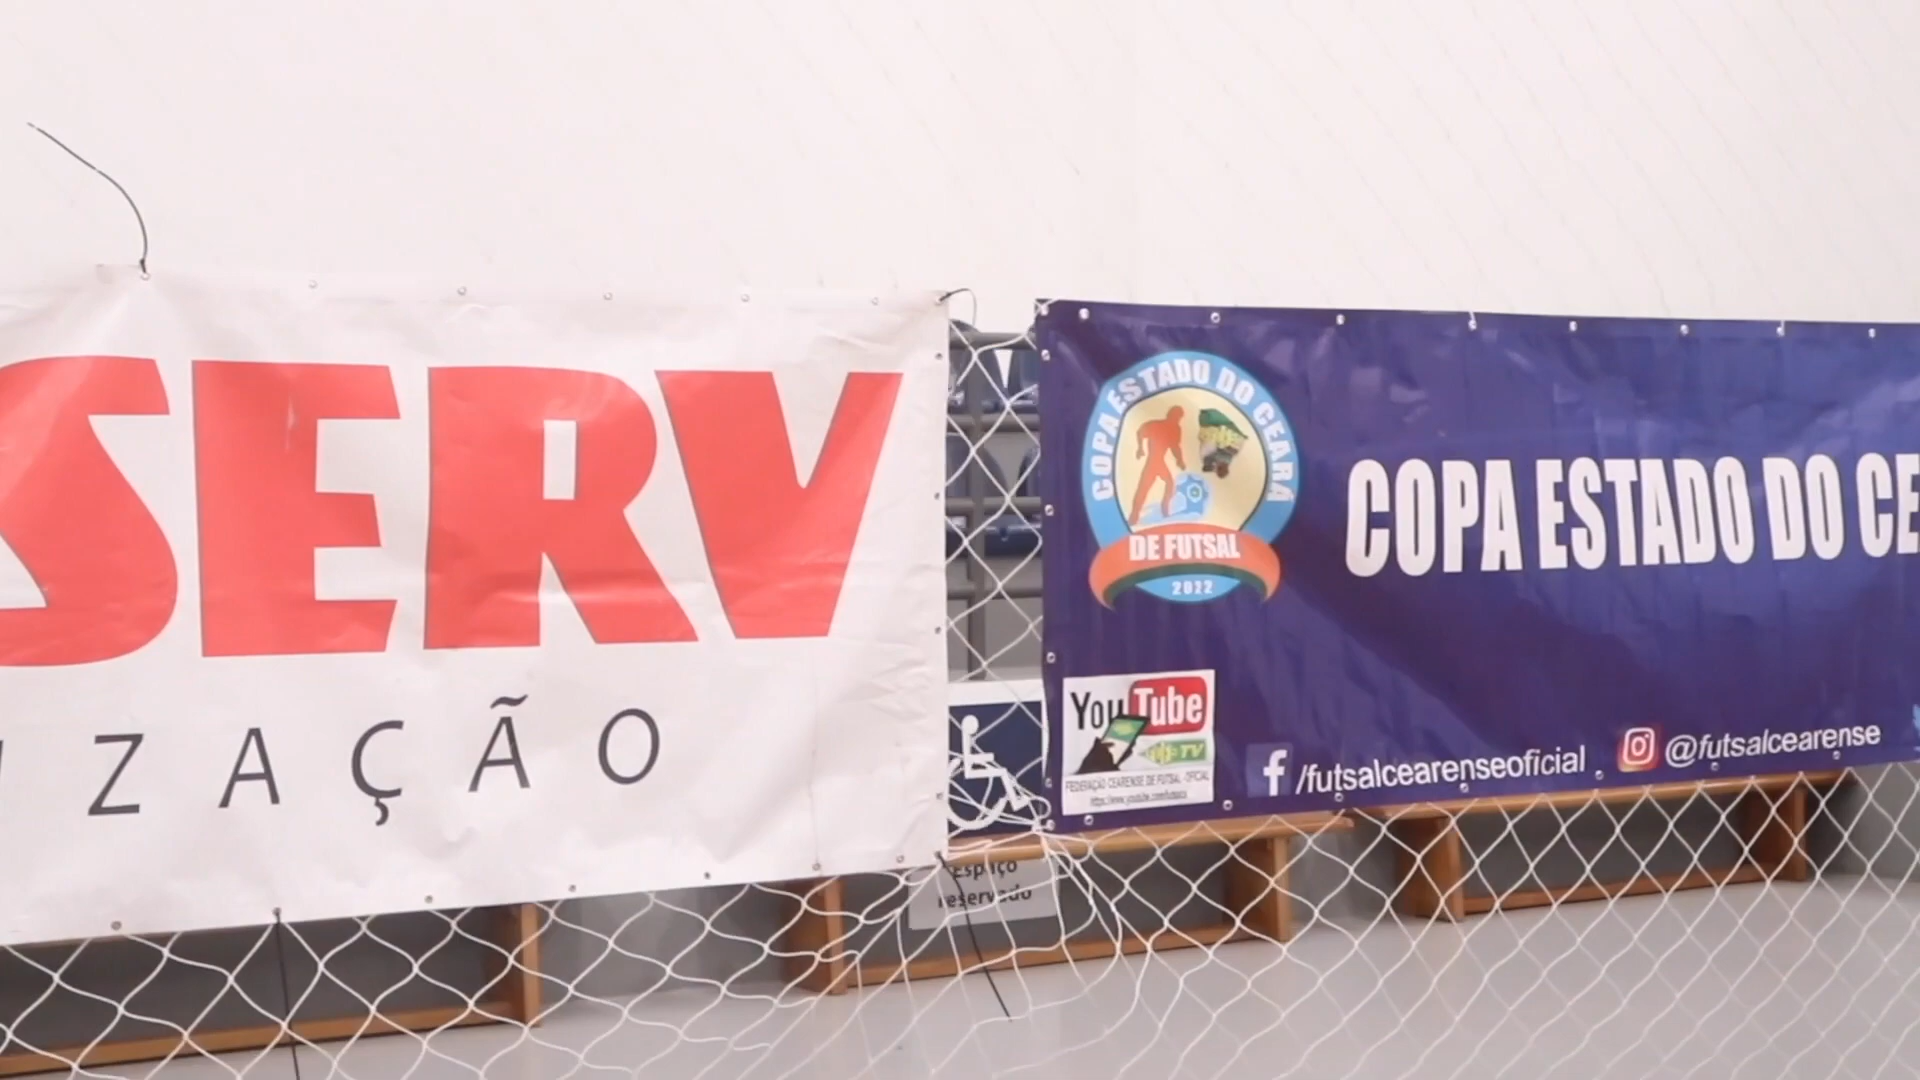 SERV
IZAÇÃO
COPA ESTADO DO CEARÁ
DE FUTSAL
2022
COPA ESTADO DO CE
YouTube
TV
FEDERAÇÃO CEARENSE DE FUTSAL - OFICIAL
/futsalcearenseoficial
@futsalcearense
Espaço
reservado